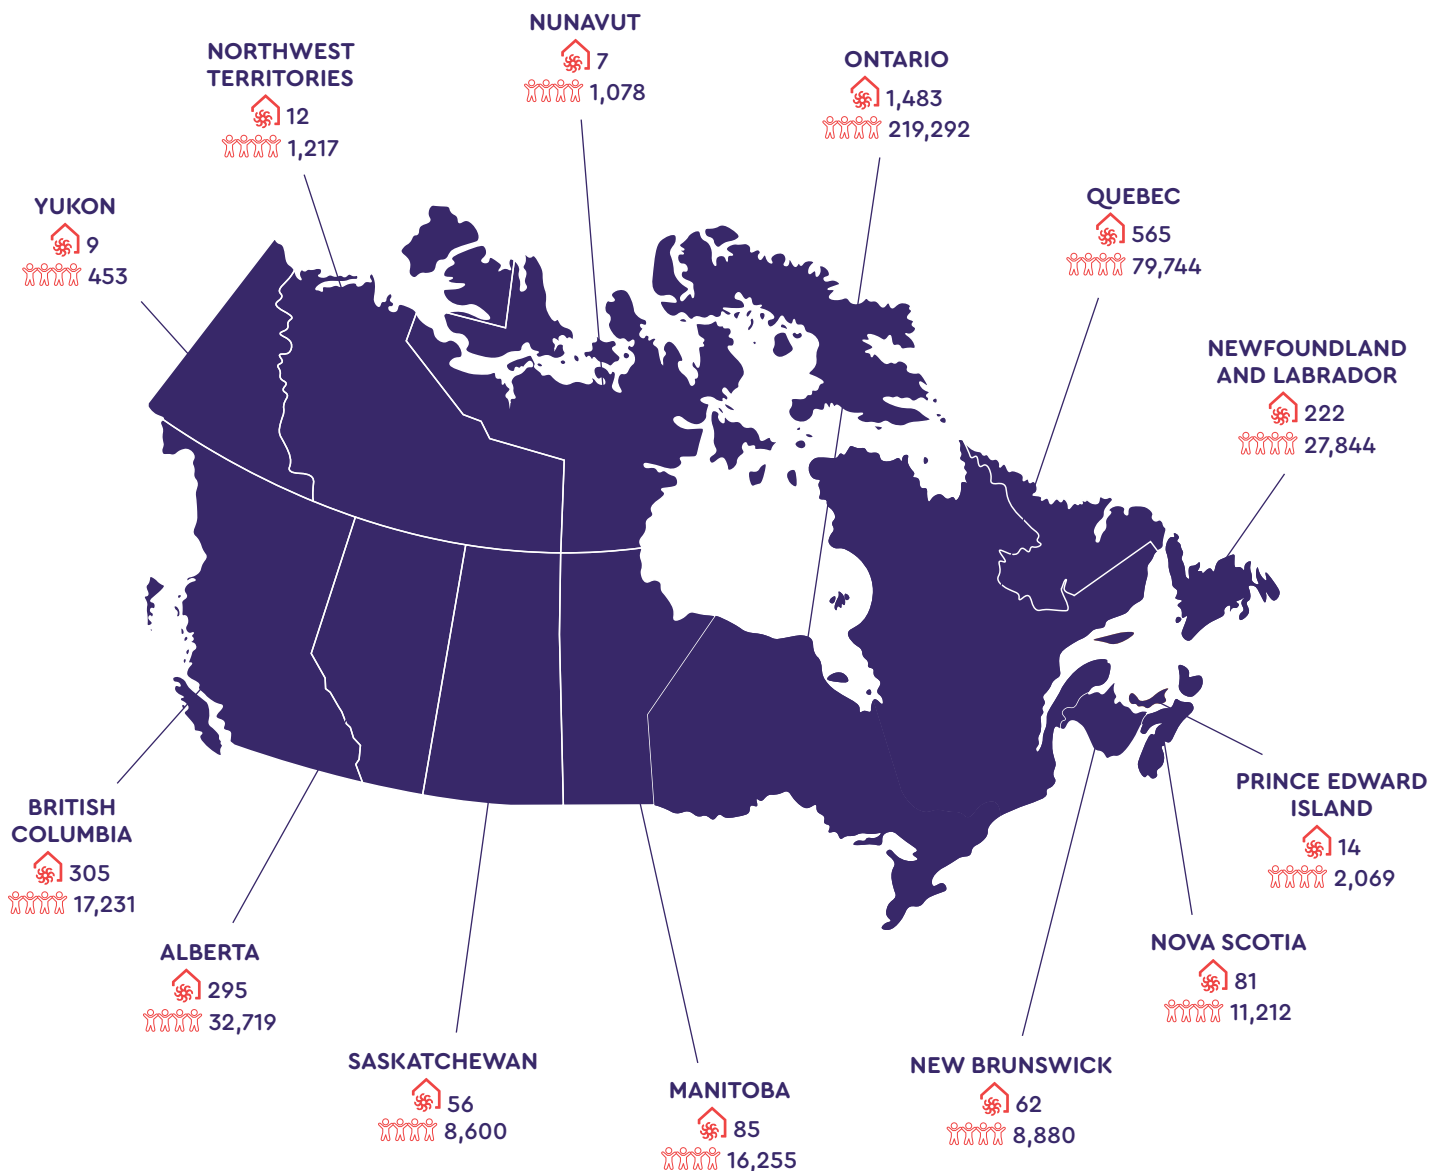 NUNAVUT
7
1,078
NORTHWEST
TERRITORIES
12
1,217
ONTARIO
1,483
219,292
YUKON
9
453
QUEBEC
565
79,744
NEWFOUNDLAND
AND LABRADOR
222
27,844
BRITISH
COLUMBIA
305
17,231
PRINCE EDWARD
ISLAND
14
2,069
ALBERTA
295
32,719
NOVA SCOTIA
81
11,212
SASKATCHEWAN
56
8,600
MANITOBA
85
16,255
NEW BRUNSWICK
62
8,880